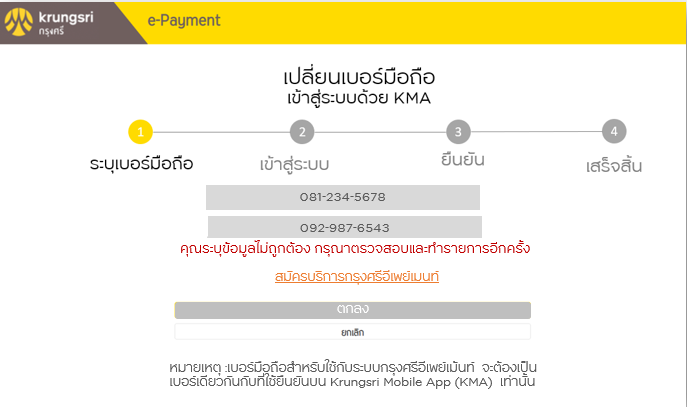 krungsri
กรุงศรี
e-Payment
เปลี่ยนเบอร์มือถือ
เข้าสู่ระบบด้วย KMA
1 2 3 4
ระบุเบอร์มือถือ เข้าสู่ระบบ ยืนยัน เสร็จสิ้น
081-234-5678
092-987-6543
คุณระบุข้อมูลไม่ถูกต้อง กรุณาตรวจสอบและทำรายการอีกครั้ง
สมัครบริการกรุงศรีอีเพย์เมนท์
ตกลง
ยกเลิก
หมายเหตุ :เบอร์มือถือสำหรับใช้กับระบบกรุงศรีอีเพย์เม้นท์ จะต้องเป็น
เบอร์เดียวกันกับที่ใช้ยืนยันบน Krungsri Mobile App (KMA) เท่านั้น